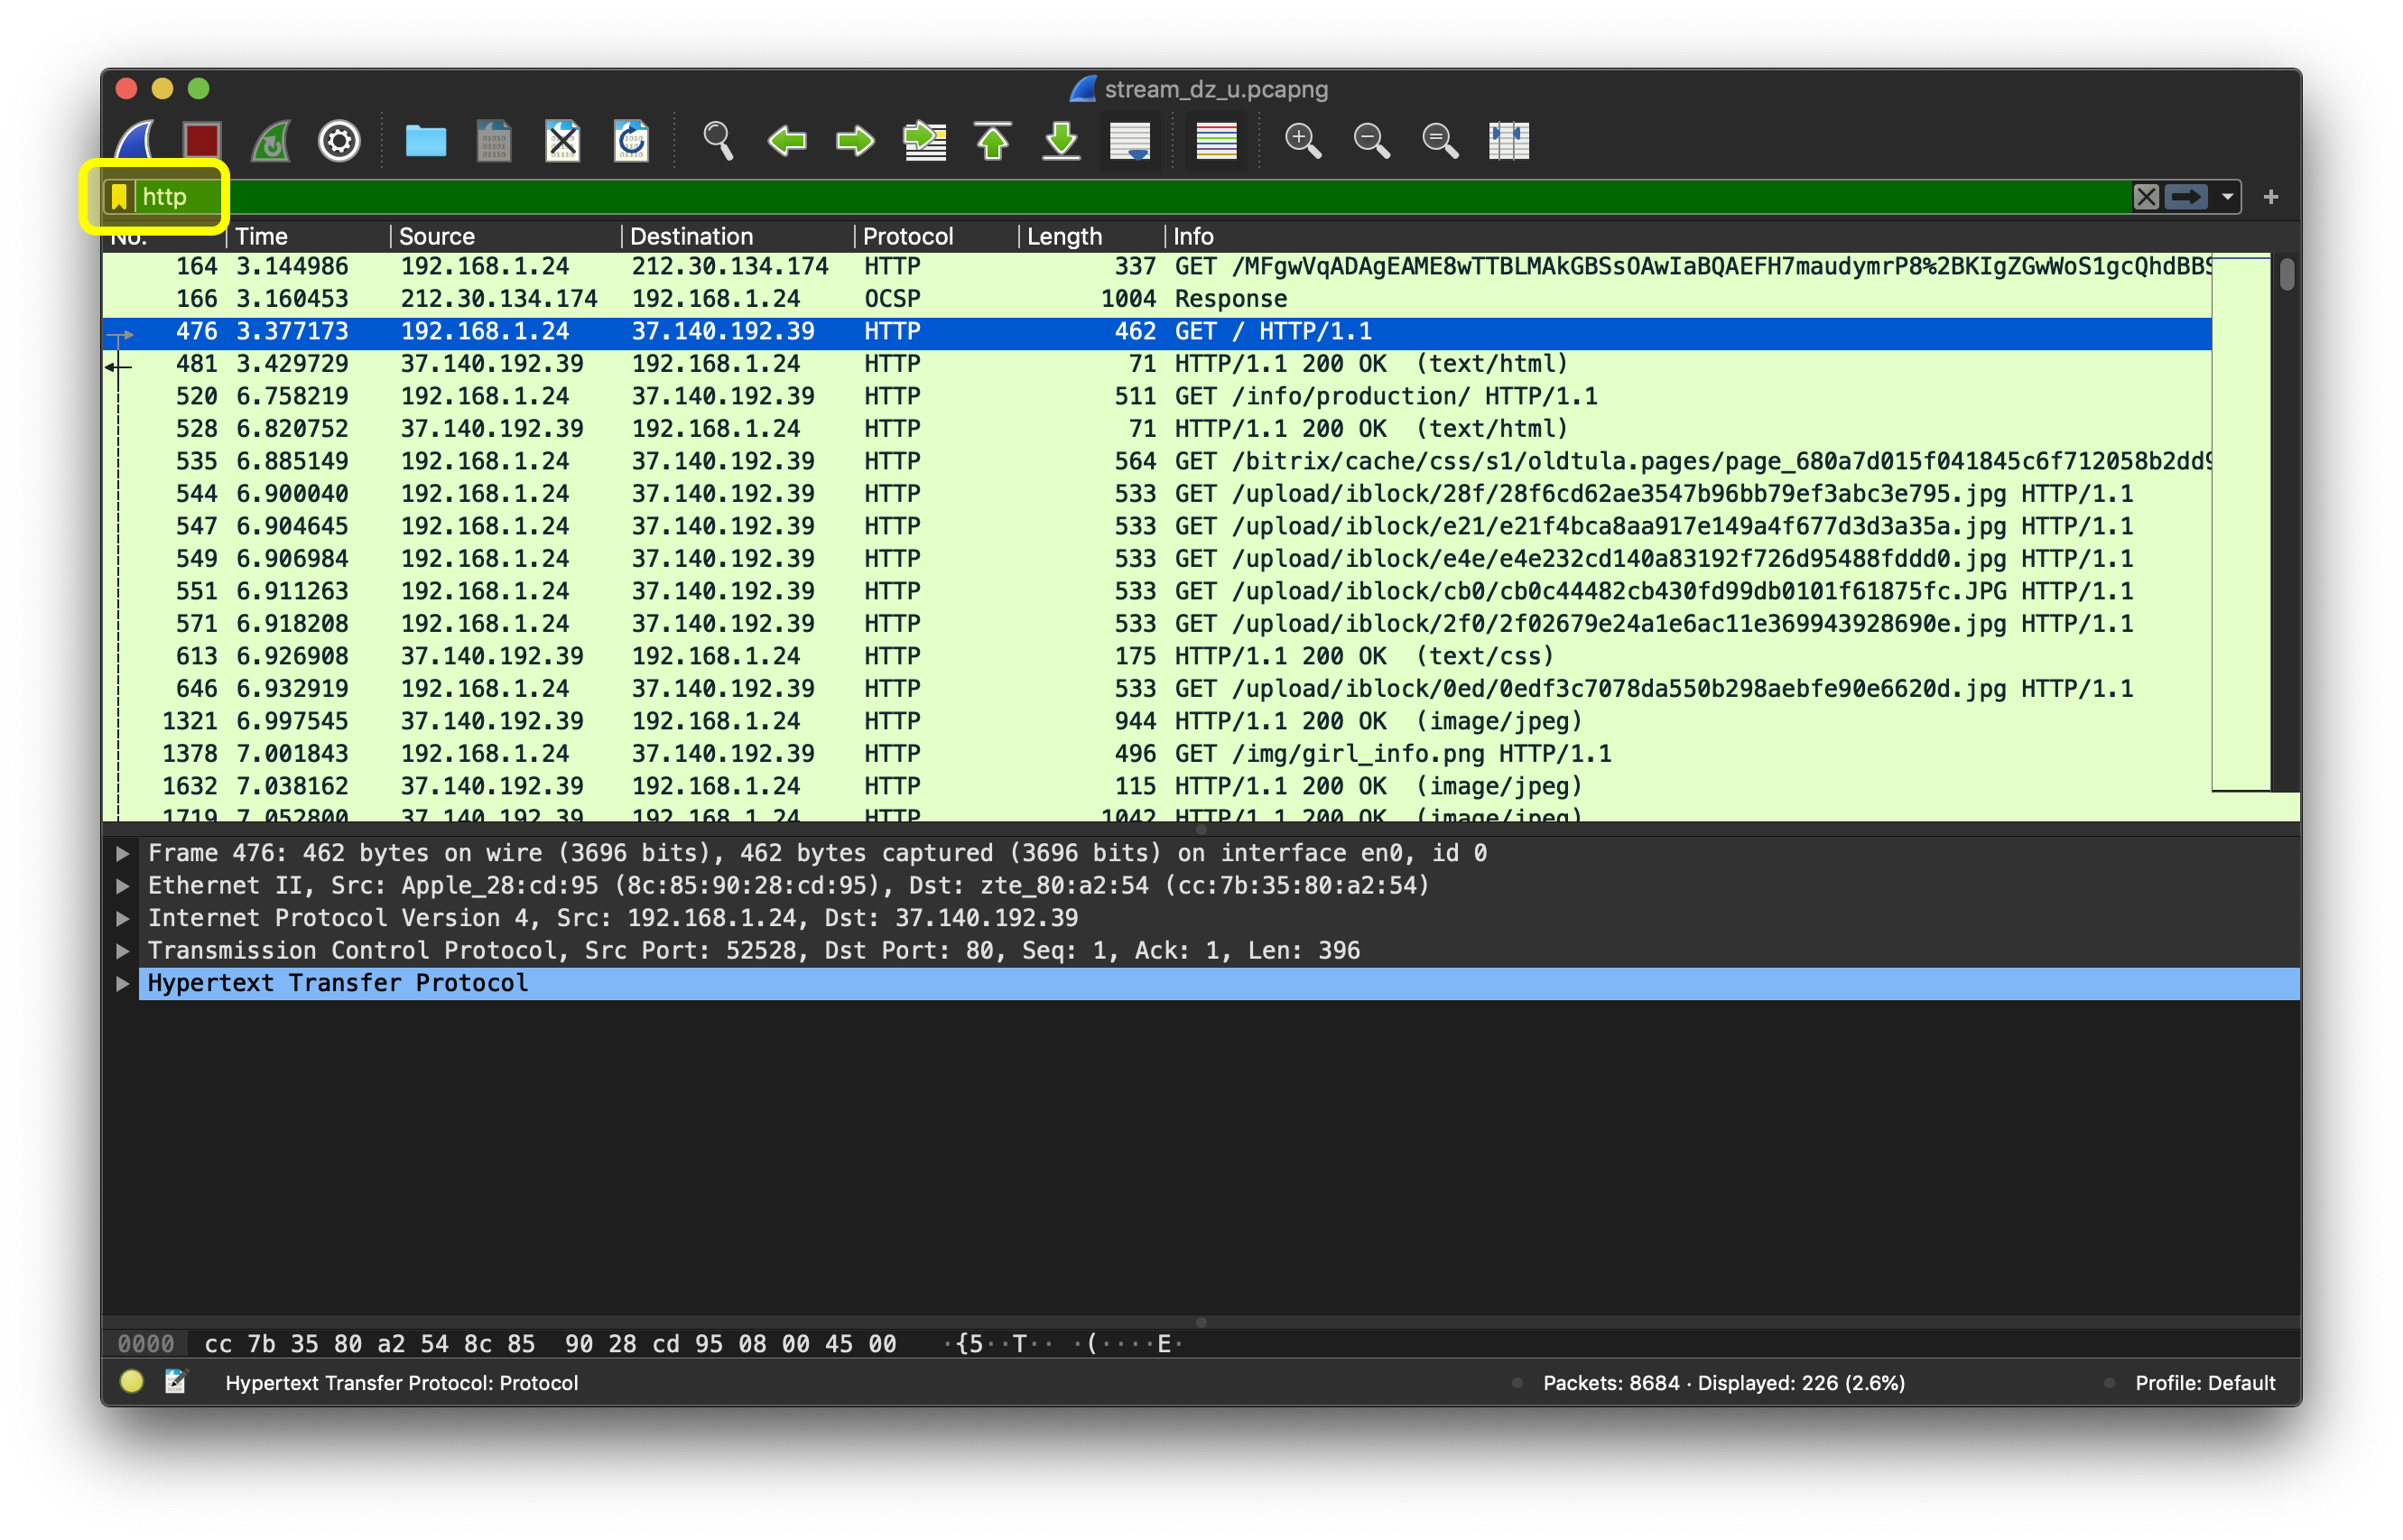 stream_dz_u.pcapng
http
No. Time Source Destination Protocol Length Info
164 3.144986 192.168.1.24 212.30.134.174 HTTP 337 GET /MFgwVqADAgEAME8wTTBLMAkGBSsOAwIaBQAEFH7maudymrP8%2BKIgZGwWoS1gcQhdBBS
166 3.160453 212.30.134.174 192.168.1.24 OCSP 1004 Response
476 3.377173 192.168.1.24 37.140.192.39 HTTP 462 GET / HTTP/1.1
481 3.429729 37.140.192.39 192.168.1.24 HTTP 71 HTTP/1.1 200 OK (text/html)
520 6.758219 192.168.1.24 37.140.192.39 HTTP 511 GET /info/production/ HTTP/1.1
528 6.820752 37.140.192.39 192.168.1.24 HTTP 71 HTTP/1.1 200 OK (text/html)
535 6.885149 192.168.1.24 37.140.192.39 HTTP 564 GET /bitrix/cache/css/s1/oldtula.pages/page_680a7d015f041845c6f712058b2dd9
544 6.900040 192.168.1.24 37.140.192.39 HTTP 533 GET /upload/iblock/28f/28f6cd62ae3547b96bb79ef3abc3e795.jpg HTTP/1.1
547 6.904645 192.168.1.24 37.140.192.39 HTTP 533 GET /upload/iblock/e21/e21f4bca8aa917e149a4f677d3d3a35a.jpg HTTP/1.1
549 6.906984 192.168.1.24 37.140.192.39 HTTP 533 GET /upload/iblock/e4e/e4e232cd140a83192f726d95488fddd0.jpg HTTP/1.1
551 6.911263 192.168.1.24 37.140.192.39 HTTP 533 GET /upload/iblock/cb0/cb0c44482cb430fd99db0101f61875fc.JPG HTTP/1.1
571 6.918208 192.168.1.24 37.140.192.39 HTTP 533 GET /upload/iblock/2f0/2f02679e24a1e6ac11e369943928690e.jpg HTTP/1.1
613 6.926908 37.140.192.39 192.168.1.24 HTTP 175 HTTP/1.1 200 OK (text/css)
646 6.932919 192.168.1.24 37.140.192.39 HTTP 533 GET /upload/iblock/0ed/0edf3c7078da550b298aebfe90e6620d.jpg HTTP/1.1
1321 6.997545 37.140.192.39 192.168.1.24 HTTP 944 HTTP/1.1 200 OK (image/jpeg)
1378 7.001843 192.168.1.24 37.140.192.39 HTTP 496 GET /img/girl_info.png HTTP/1.1
1632 7.038162 37.140.192.39 192.168.1.24 HTTP 115 HTTP/1.1 200 OK (image/jpeg)
1719 7.052800 37.140.192.39 192.168.1.24 HTTP 1042 HTTP/1.1 200 OK (image/jpeg)
Frame 476: 462 bytes on wire (3696 bits), 462 bytes captured (3696 bits) on interface en0, id 0
Ethernet II, Src: Apple_28:cd:95 (8c:85:90:28:cd:95), Dst: zte_80:a2:54 (cc:7b:35:80:a2:54)
Internet Protocol Version 4, Src: 192.168.1.24, Dst: 37.140.192.39
Transmission Control Protocol, Src Port: 52528, Dst Port: 80, Seq: 1, Ack: 1, Len: 396
Hypertext Transfer Protocol
0000 cc 7b 35 80 a2 54 8c 85 90 28 cd 95 08 00 45 00 ·{5··T·· ·(····E·
Hypertext Transfer Protocol: Protocol Packets: 8684 · Displayed: 226 (2.6%) Profile: Default